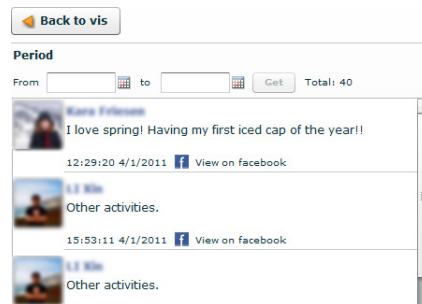 Back to vis
Period
From to Get Total: 40
I love spring! Having my first iced cap of the year!!
12:29:20 4/1/2011 f View on facebook
Other activities.
15:53:11 4/1/2011 f View on facebook
Other activities.